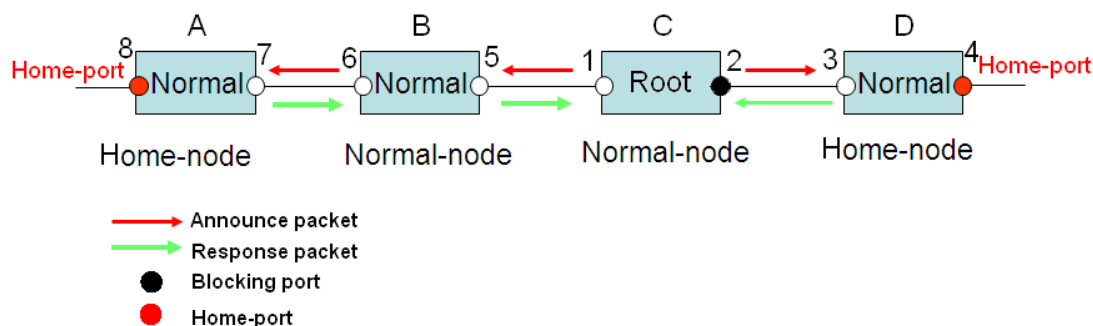 A B C D
8 7 6 5 1 2 3 4
Home-port Normal Normal Root Normal Home-port
Home-node Normal-node Normal-node Home-node
Announce packet
Response packet
Blocking port
Home-port